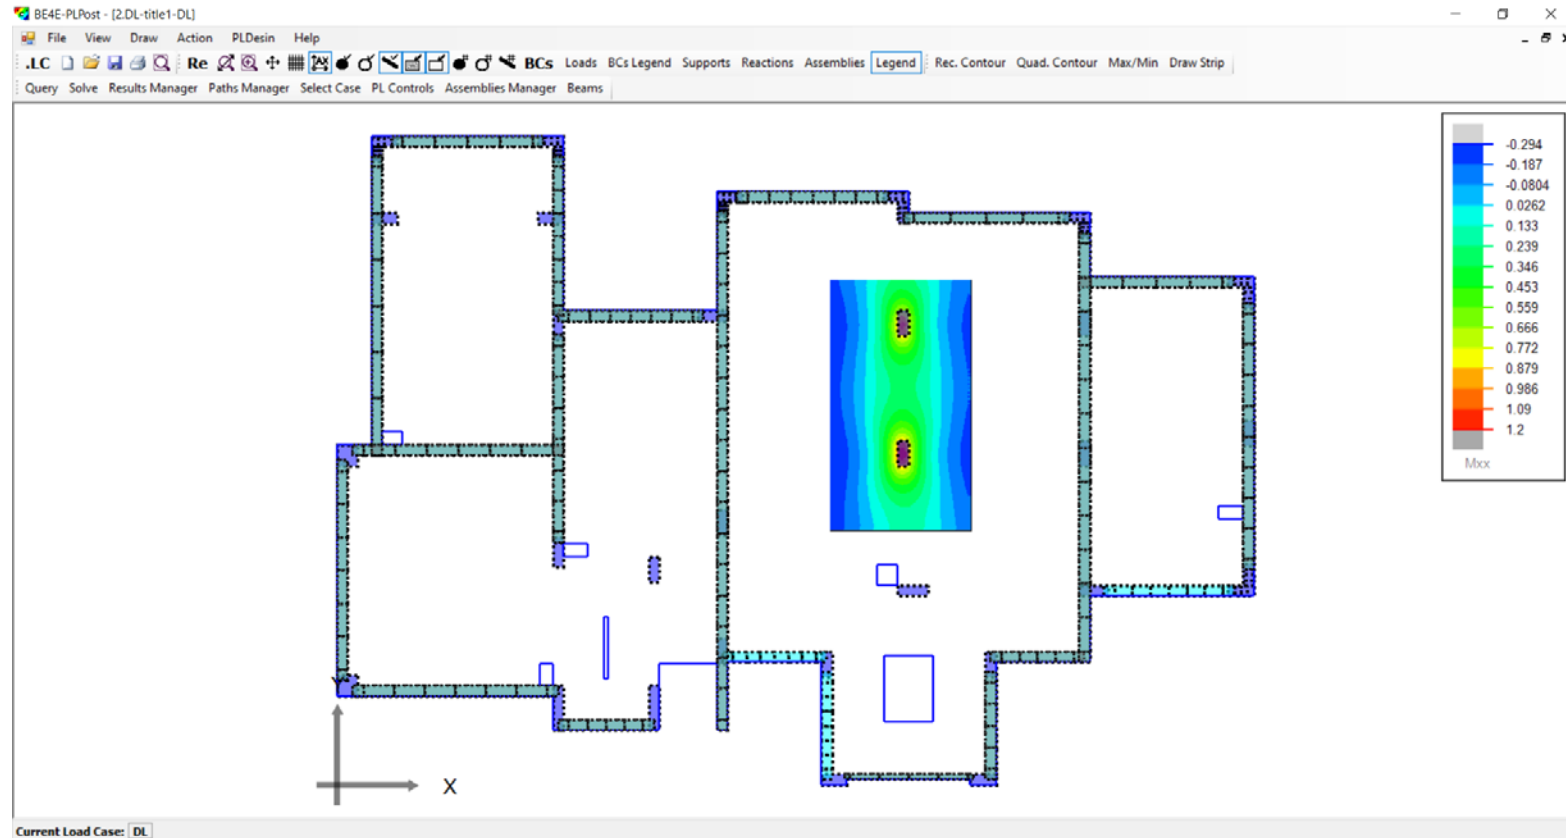 BE4E-PLPost - [2.DL-title1-DL]
File View Draw Action PLDesin Help
.LC Re AX BCs Loads BCs Legend Supports Reactions Assemblies Legend Rec. Contour Quad. Contour Max/Min Draw Strip
Query Solve Results Manager Paths Manager Select Case PL Controls Assemblies Manager Beams
-0.294
-0.187
-0.0804
0.0262
0.133
0.239
0.346
0.453
0.559
0.666
0.772
0.879
0.986
1.09
1.2
Mxx
Y
X
Current Load Case: DL